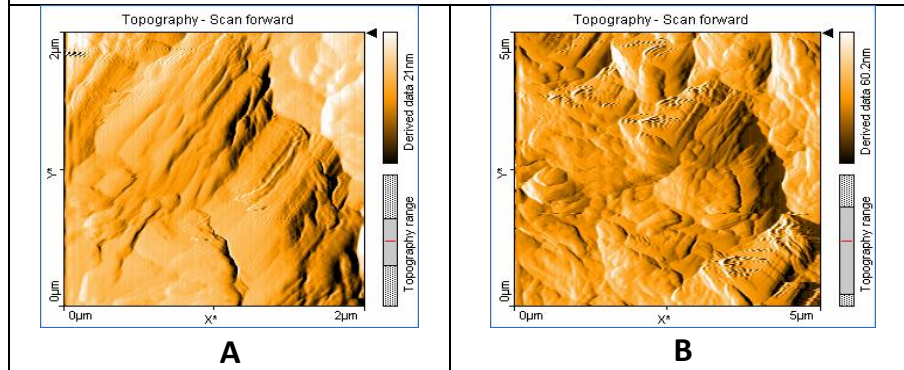 Topography - Scan forward
2µm
Y*
0µm
0µm
X*
2µm
Derived data 21nm
Topography range
A
Topography - Scan forward
5µm
Y*
0µm
0µm
X*
5µm
Derived data 60.2nm
Topography range
B